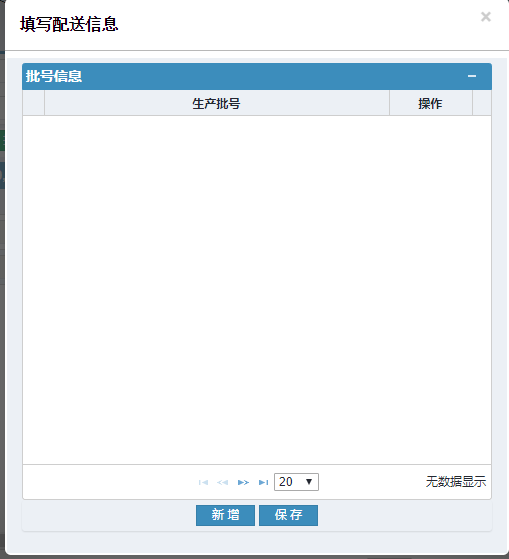 填写配送信息
批号信息
生产批号 操作
20 无数据显示
新增 保存